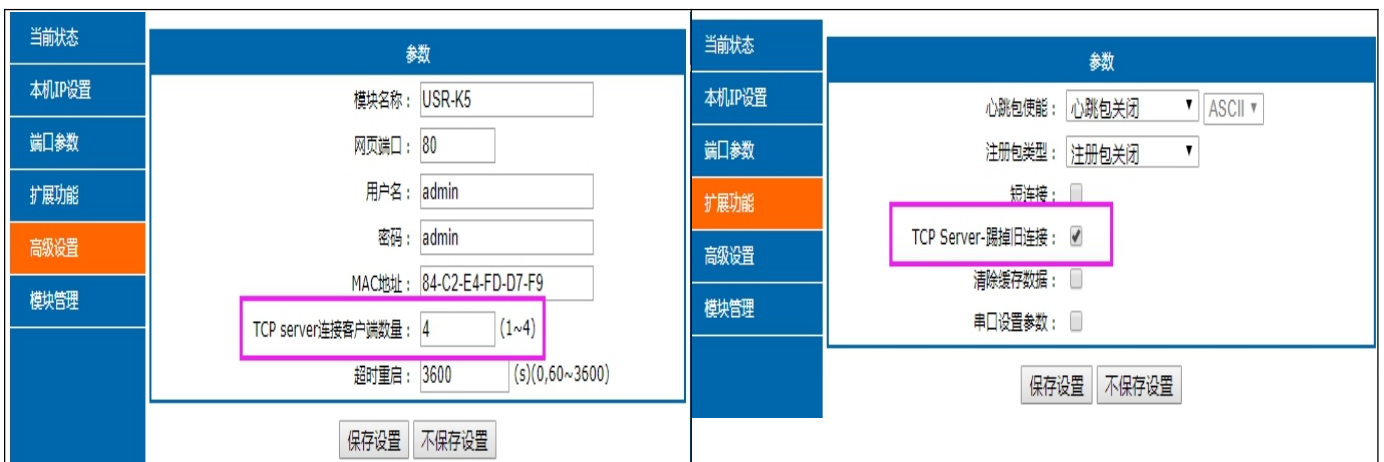 当前状态
本机IP设置
端口参数
扩展功能
高级设置
模块管理
参数
模块名称： USR-K5
网页端口： 80
用户名： admin
密码： admin
MAC地址： 84-C2-E4-FD-D7-F9
TCP server连接客户端数量： 4 (1~4)
超时重启： 3600 (s)(0,60~3600)
保存设置 不保存设置
当前状态
本机IP设置
端口参数
扩展功能
高级设置
模块管理
参数
心跳包使能： 心跳包关闭 ASCII
注册包类型： 注册包关闭
短连接：
TCP Server-踢掉旧连接：
清除缓存数据：
串口设置参数：
保存设置 不保存设置